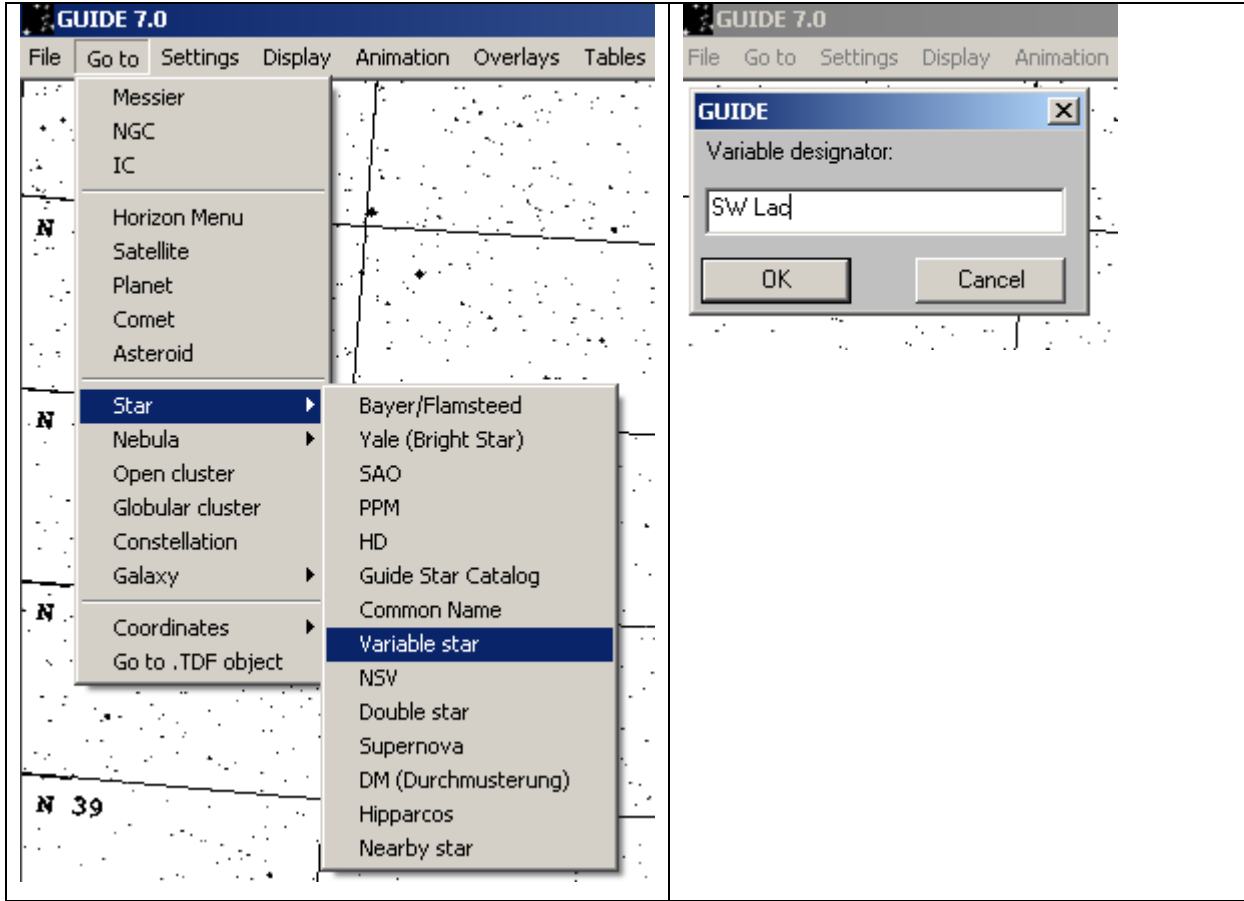 GUIDE 7.0
File Go to Settings Display Animation Overlays Tables
Messier
NGC
IC
Horizon Menu
N
Satellite
Planet
Comet
Asteroid
Star
N
Nebula
Open cluster
Globular cluster
Constellation
Galaxy
N
Coordinates
Go to .TDF object
N 39
Bayer/Flamsteed
Yale (Bright Star)
SAO
PPM
HD
Guide Star Catalog
Common Name
Variable star
NSV
Double star
Supernova
DM (Durchmusterung)
Hipparcos
Nearby star
GUIDE 7.0
File Go to Settings Display Animation
GUIDE
Variable designator:
SW Lac
OK Cancel